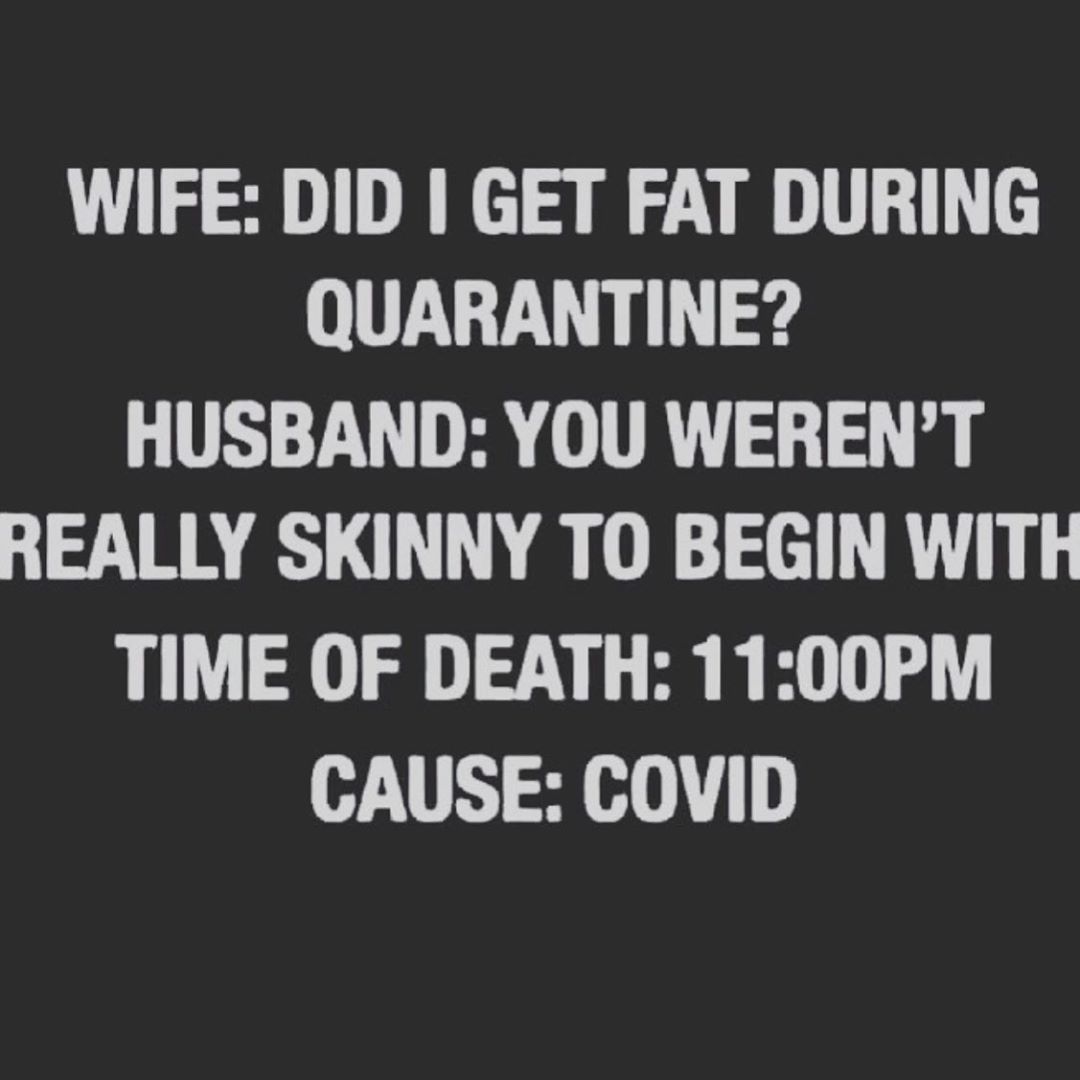 WIFE: DID I GET FAT DURING
QUARANTINE?
HUSBAND: YOU WEREN’T
REALLY SKINNY TO BEGIN WITH
TIME OF DEATH: 11:00PM
CAUSE: COVID